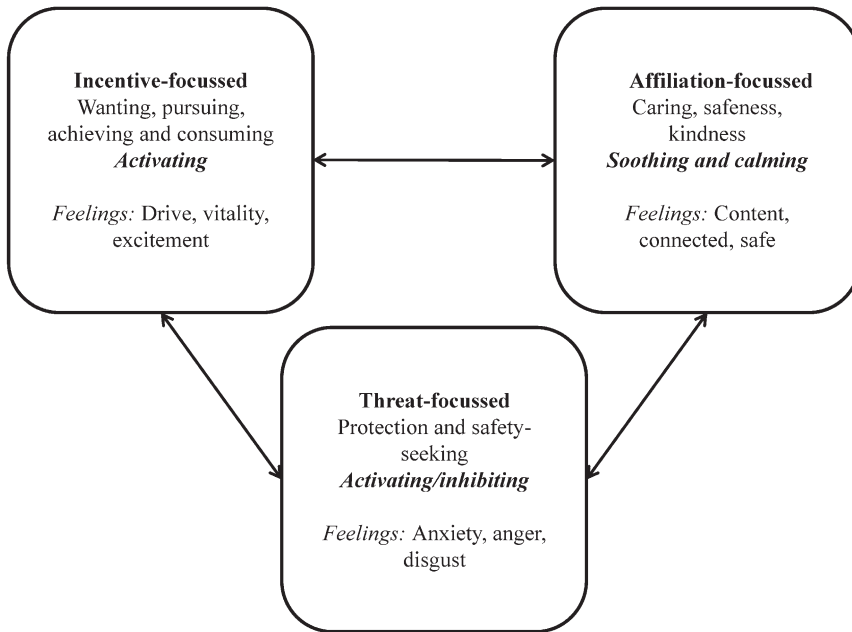 Incentive-focussed
Wanting, pursuing,
achieving and consuming
Activating
Feelings: Drive, vitality,
excitement
Affiliation-focussed
Caring, safeness,
kindness
Soothing and calming
Feelings: Content,
connected, safe
Threat-focussed
Protection and safety-
seeking
Activating/inhibiting
Feelings: Anxiety, anger,
disgust